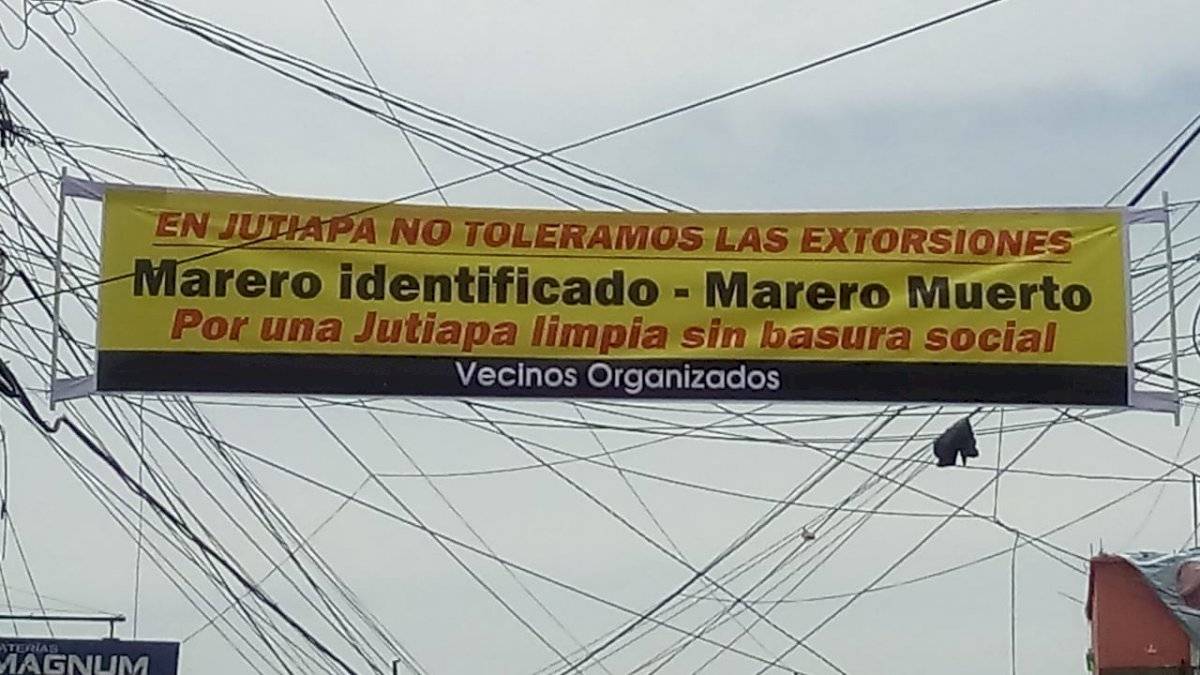 EN JUTIAPA NO TOLERAMOS LAS EXTORSIONES
Marero identificado - Marero Muerto
Por una Jutiapa limpia sin basura social
Vecinos Organizados
MAGNUM